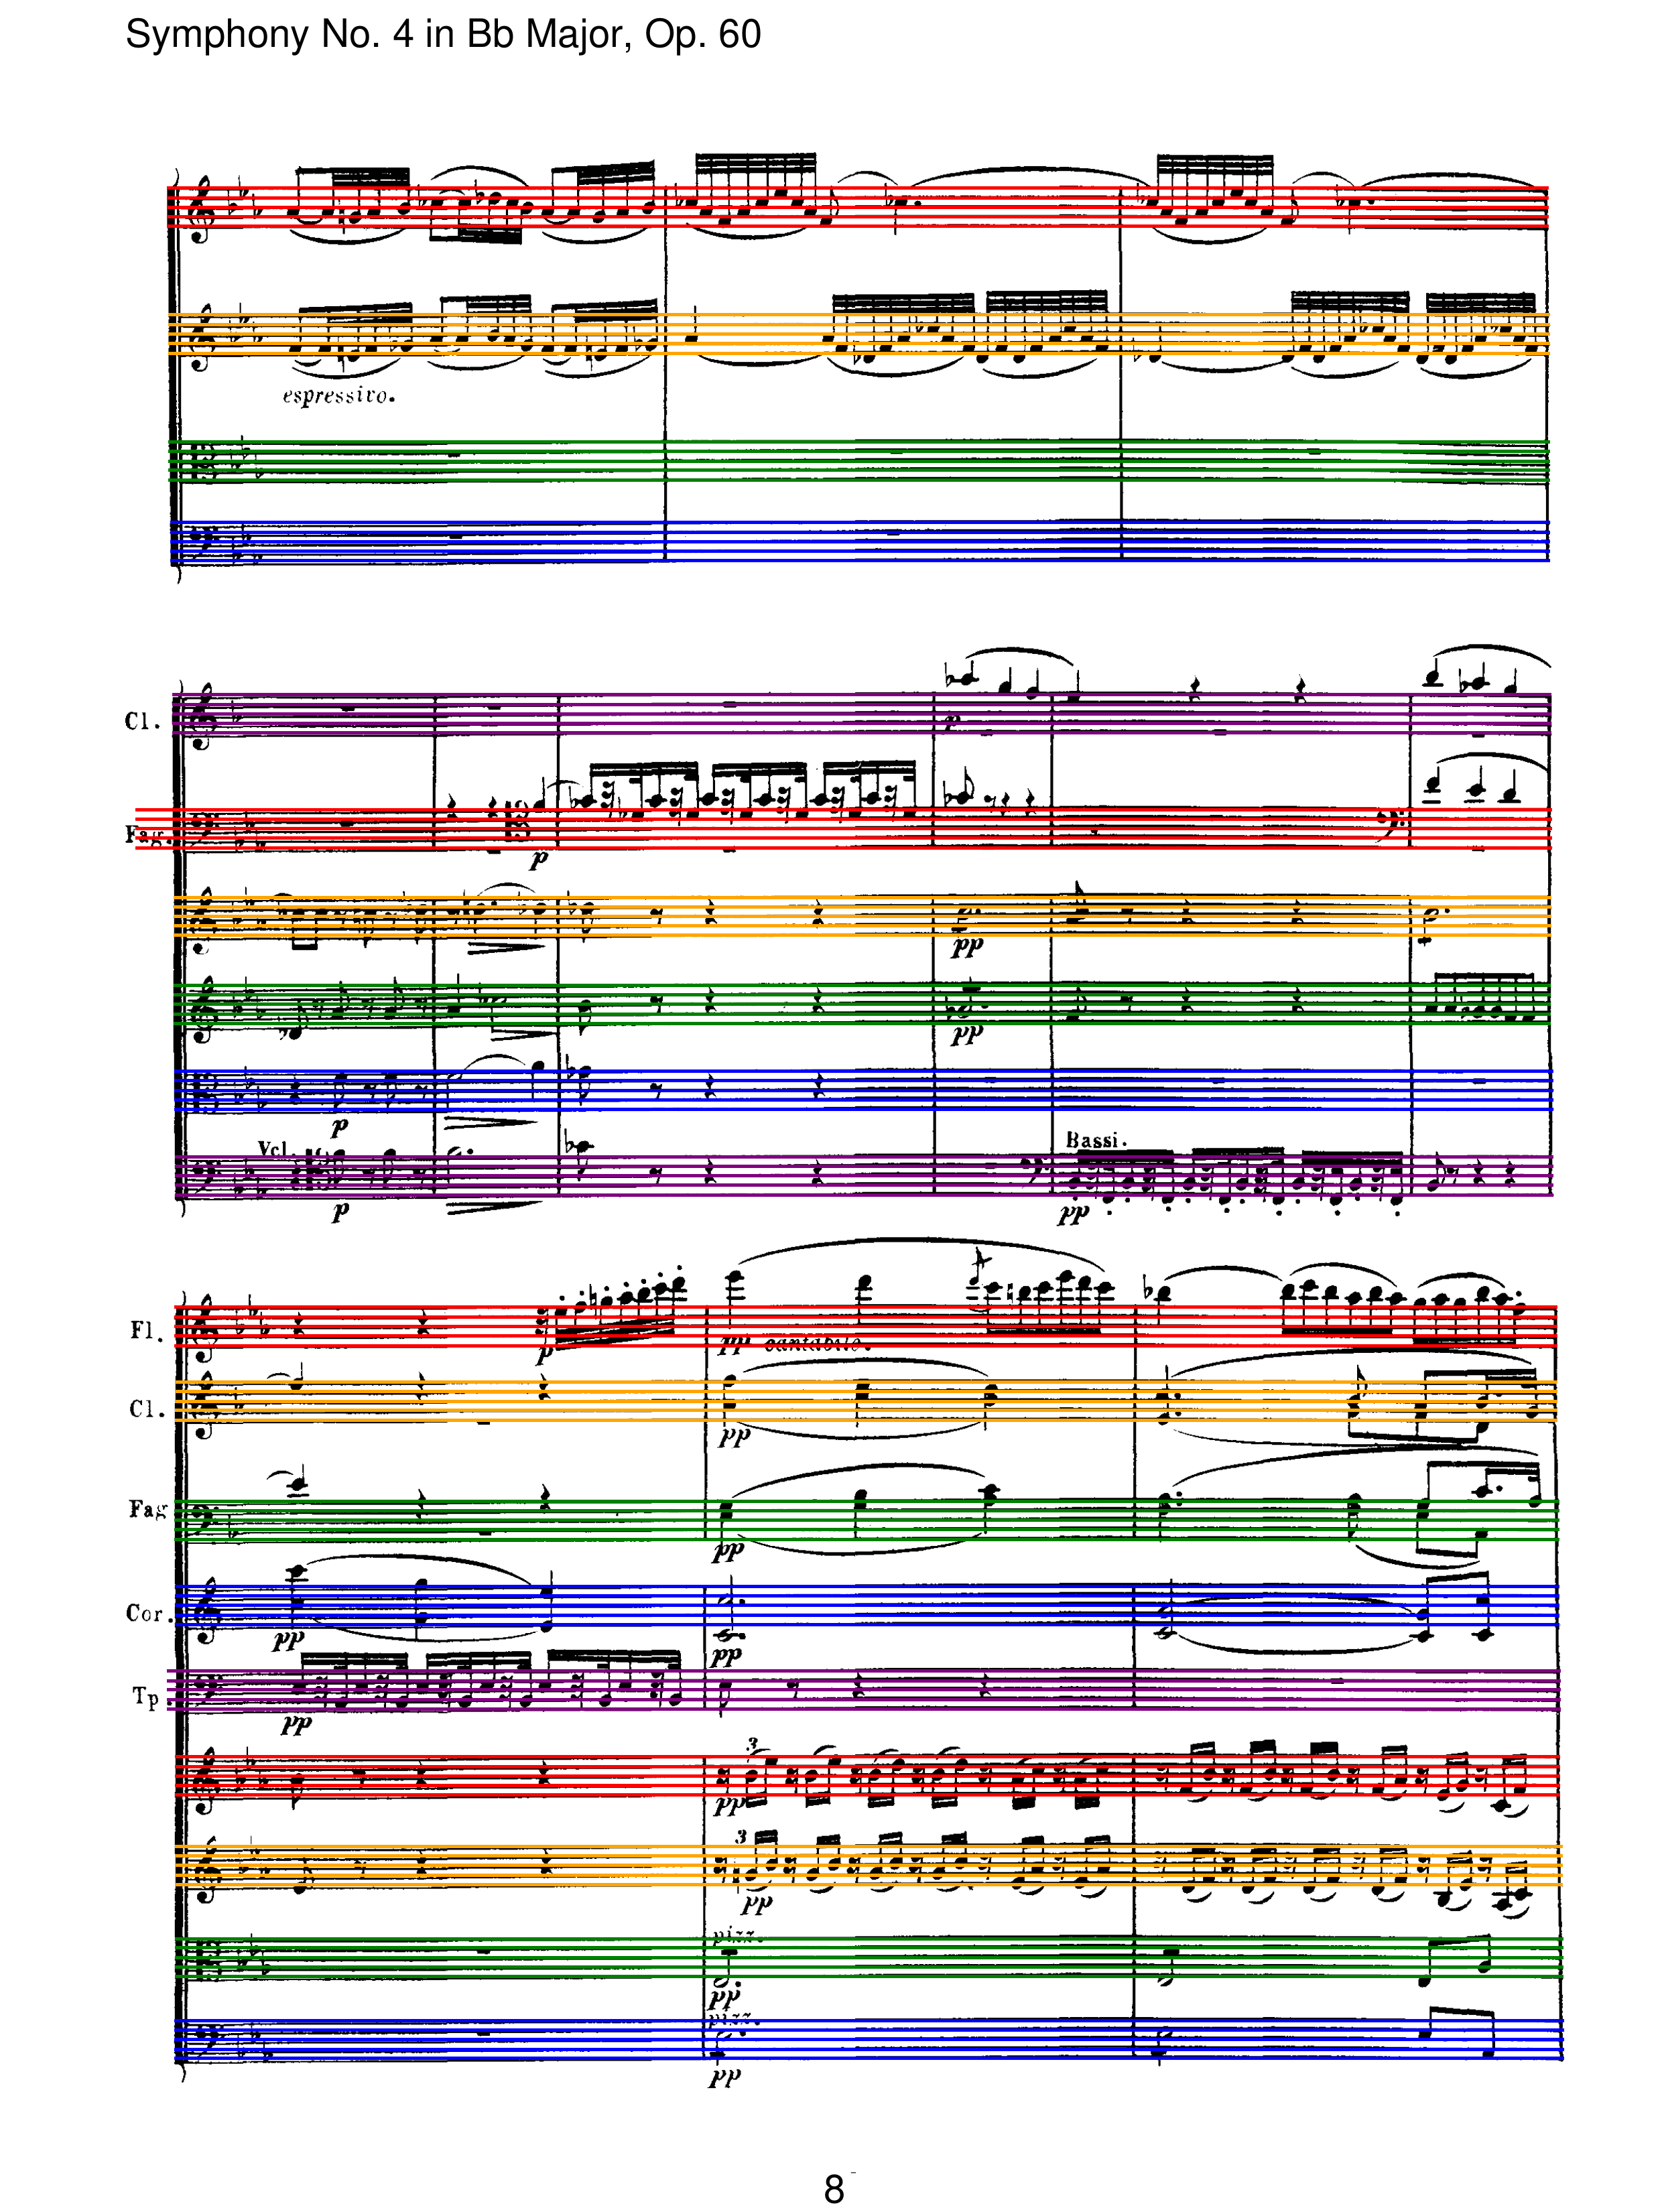 Symphony No. 4 in Bb Major, Op. 60
espressivo.
Cl.
p
Fag.
p
pp
pp
p
Vcl.
Bassi.
p
pp
Fl.
p
pp cantabile.
Cl.
pp
Fag
pp
Cor.
pp
pp
Tp.
pp
3
pp
3
pp
pizz.
pp
pizz.
pp
8